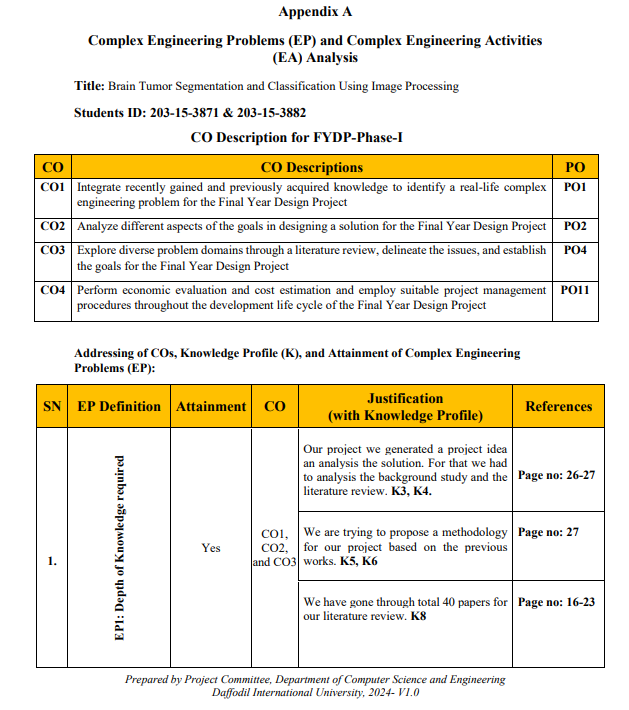 Appendix A
Complex Engineering Problems (EP) and Complex Engineering Activities
(EA) Analysis
Title: Brain Tumor Segmentation and Classification Using Image Processing
Students ID: 203-15-3871 & 203-15-3882
CO Description for FYDP-Phase-I
CO CO Descriptions PO
CO1 Integrate recently gained and previously acquired knowledge to identify a real-life complex PO1
engineering problem for the Final Year Design Project
CO2 Analyze different aspects of the goals in designing a solution for the Final Year Design Project PO2
CO3 Explore diverse problem domains through a literature review, delineate the issues, and establish PO4
the goals for the Final Year Design Project
CO4 Perform economic evaluation and cost estimation and employ suitable project management PO11
procedures throughout the development life cycle of the Final Year Design Project
Addressing of COs, Knowledge Profile (K), and Attainment of Complex Engineering
Problems (EP):
SN EP Definition Attainment CO Justification References
(with Knowledge Profile)
1.
EP1: Depth of Knowledge required
Yes
CO1,
CO2,
and CO3
Our project we generated a project idea
an analysis the solution. For that we had
to analysis the background study and the
literature review. K3, K4.
Page no: 26-27
We are trying to propose a methodology
for our project based on the previous
works. K5, K6
Page no: 27
We have gone through total 40 papers for
our literature review. K8
Page no: 16-23
Prepared by Project Committee, Department of Computer Science and Engineering
Daffodil International University, 2024- V1.0